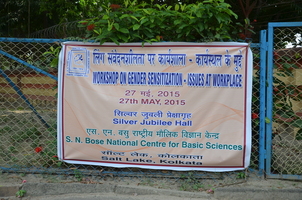 लिंग संवेदनशीलता पर कार्यशाला - कार्यस्थल के मुद्दे
WORKSHOP ON GENDER SENSITIZATION - ISSUES AT WORKPLACE
27 मई, 2015
27TH MAY, 2015
सिल्वर जुबली प्रेक्षागृह
Silver Jubilee Hall
एस. एन. बसु राष्ट्रीय मौलिक विज्ञान केन्द्र
S. N. Bose National Centre for Basic Sciences
सॉल्ट लेक, कोलकाता
Salt Lake, Kolkata